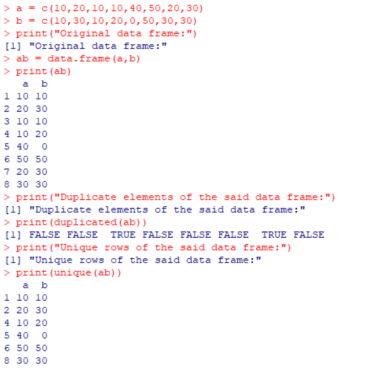 > a = c(10,20,10,10,40,50,20,30)
> b = c(10,30,10,20,0,50,30,30)
> print("Original data frame:")
[1] "Original data frame:"
> ab = data.frame(a,b)
> print(ab)
   a  b
1 10 10
2 20 30
3 10 10
4 10 20
5 40  0
6 50 50
7 20 30
8 30 30
> print("Duplicate elements of the said data frame:")
[1] "Duplicate elements of the said data frame:"
> print(duplicated(ab))
[1] FALSE FALSE  TRUE FALSE FALSE FALSE  TRUE FALSE
> print("Unique rows of the said data frame:")
[1] "Unique rows of the said data frame:"
> print(unique(ab))
   a  b
1 10 10
2 20 30
4 10 20
5 40  0
6 50 50
8 30 30